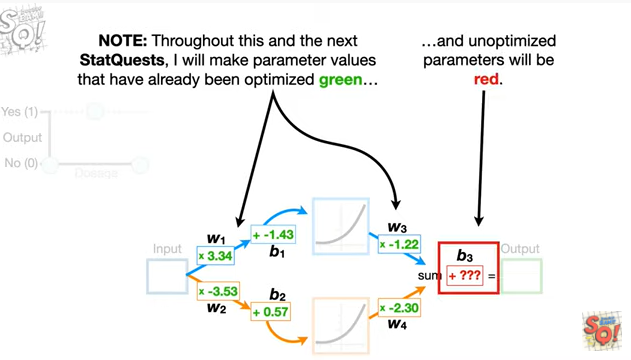 NOTE: Throughout this and the next
StatQuests, I will make parameter values
that have already been optimized green…
…and unoptimized
parameters will be
red.
SQ!
Yes (1)
Output
No (0)
Dosage
Input
w1
× 3.34
+ -1.43
b1
w3
× -1.22
b3
sum + ??? =
Output
× -3.53
w2
b2
+ 0.57
× -2.30
w4
SQ!